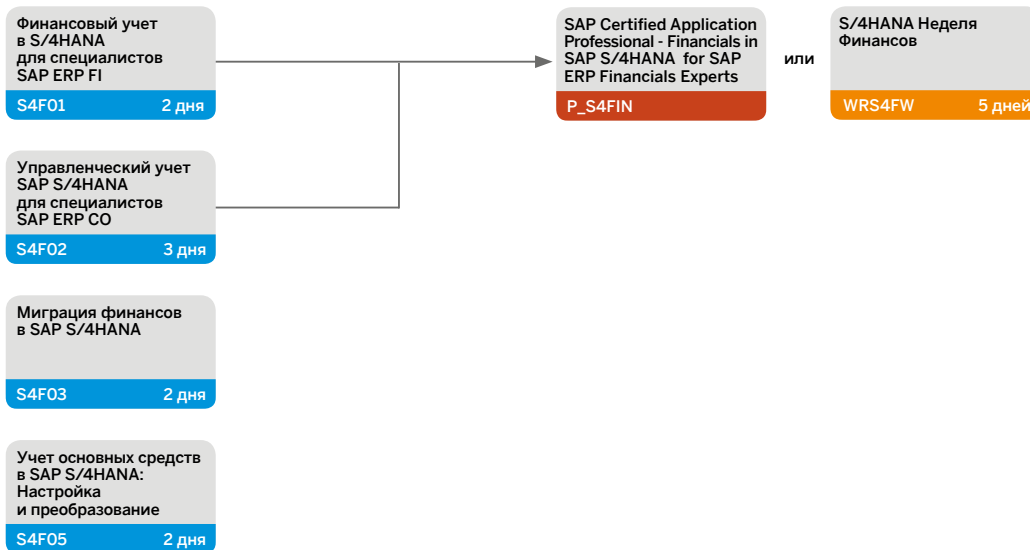 Финансовый учет
в S/4HANA
для специалистов
SAP ERP FI
S4F01 2 дня
SAP Certified Application
Professional - Financials in
SAP S/4HANA for SAP
ERP Financials Experts
P_S4FIN
или
S/4HANA Неделя
Финансов
WRS4FW 5 дней
Управленческий учет
SAP S/4HANA
для специалистов
SAP ERP CO
S4F02 3 дня
Миграция финансов
в SAP S/4HANA
S4F03 2 дня
Учет основных средств
в SAP S/4HANA:
Настройка
и преобразование
S4F05 2 дня